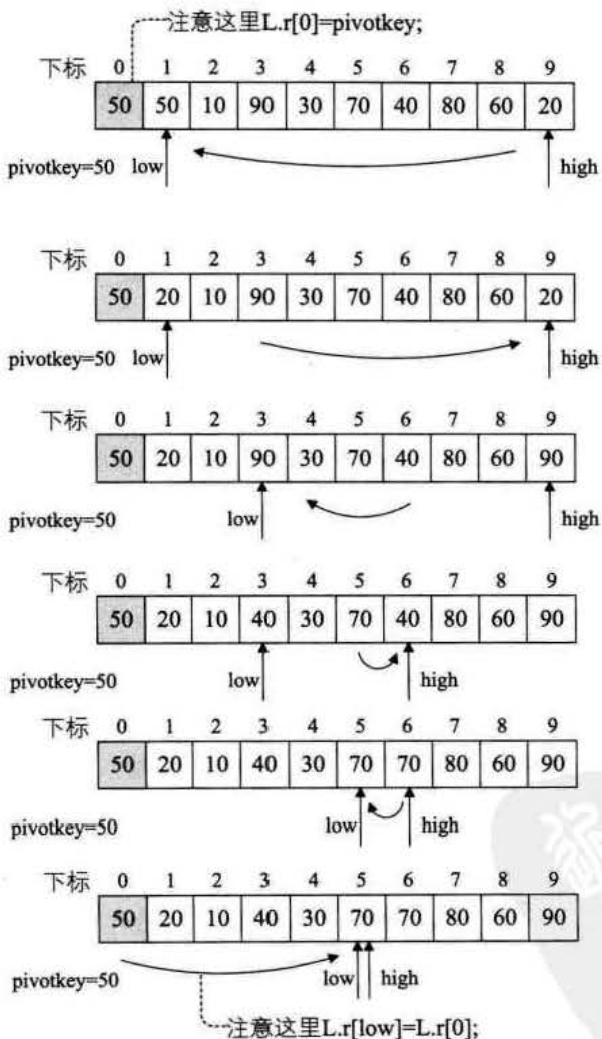 注意这里L.r[0]=pivotkey;
下标 0 1 2 3 4 5 6 7 8 9
50 50 10 90 30 70 40 80 60 20
pivotkey=50 low high
下标 0 1 2 3 4 5 6 7 8 9
50 20 10 90 30 70 40 80 60 20
pivotkey=50 low high
下标 0 1 2 3 4 5 6 7 8 9
50 20 10 90 30 70 40 80 60 90
pivotkey=50 low high
下标 0 1 2 3 4 5 6 7 8 9
50 20 10 40 30 70 40 80 60 90
pivotkey=50 low high
下标 0 1 2 3 4 5 6 7 8 9
50 20 10 40 30 70 70 80 60 90
pivotkey=50 low high
下标 0 1 2 3 4 5 6 7 8 9
50 20 10 40 30 70 70 80 60 90
pivotkey=50 low high
注意这里L.r[low]=L.r[0];